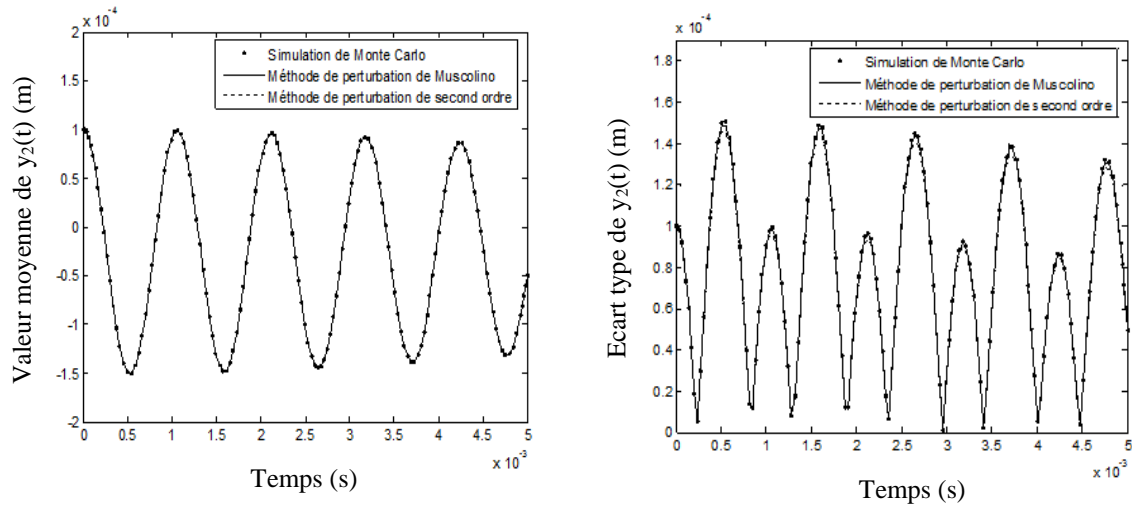 x 10⁻⁴
2
1.5
1
0.5
0
-0.5
-1
-1.5
-2
Valeur moyenne de y₂(t) (m)
Simulation de Monte Carlo
Méthode de perturbation de Muscolino
Méthode de perturbation de second ordre
0 0.5 1 1.5 2 2.5 3 3.5 4 4.5 5
x 10⁻³
Temps (s)
x 10⁻⁴
1.8
1.6
1.4
1.2
1
0.8
0.6
0.4
0.2
0
Ecart type de y₂(t) (m)
Simulation de Monte Carlo
Méthode de perturbation de Muscolino
Méthode de perturbation de second ordre
0 0.5 1 1.5 2 2.5 3 3.5 4 4.5 5
x 10⁻³
Temps (s)